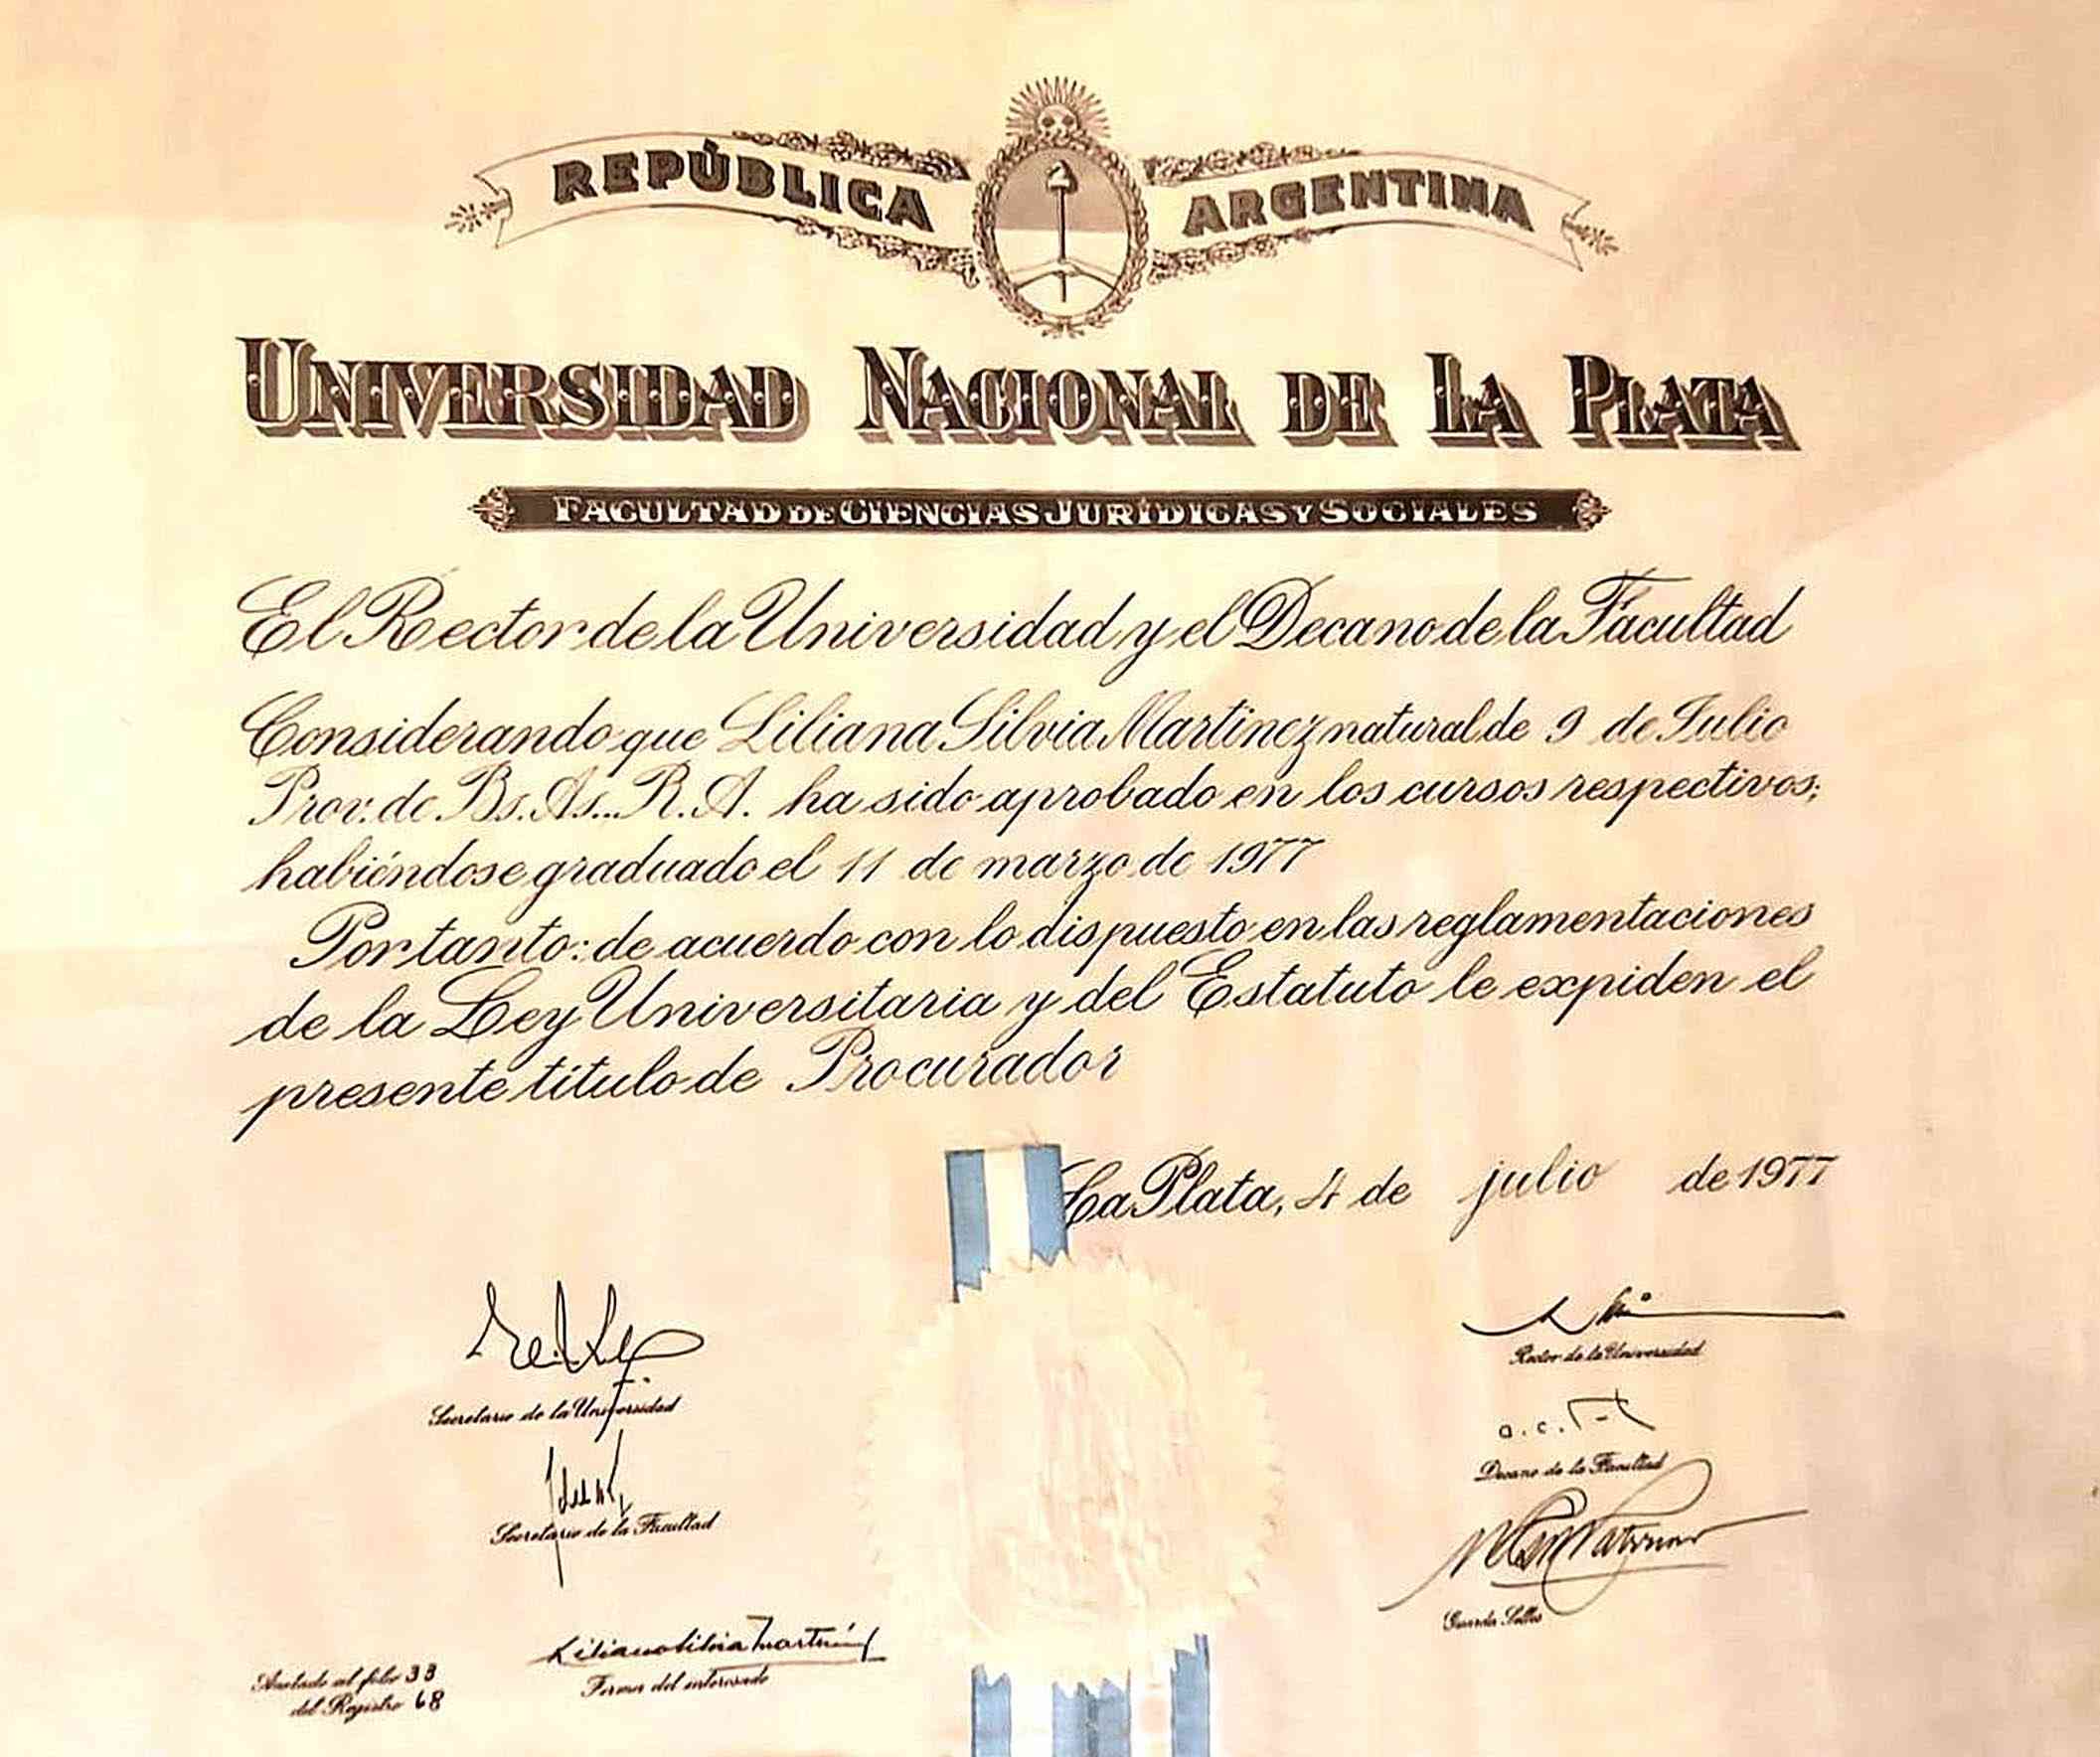 REPÚBLICA ARGENTINA
UNIVERSIDAD NACIONAL DE LA PLATA
FACULTAD DE CIENCIAS JURÍDICAS Y SOCIALES
El Rector de la Universidad y el Decano de la Facultad
Considerando que Liliana Silvia Martinez natural de 9 de Julio
Prov. de Bs. As... R. A. ha sido aprobado en los cursos respectivos;
habiéndose graduado el 11 de marzo de 1977
Por tanto: de acuerdo con lo dispuesto en las reglamentaciones
de la Ley Universitaria y del Estatuto le expiden el
presente título de Procurador
La Plata, 4 de julio de 1977
Rector de la Universidad
Secretario de la Universidad
Decano de la Facultad
Secretario de la Facultad
Guarda Sellos
Liliana Silvia Martínez
Firma del interesado
Anotado al folio 33
del Registro 68